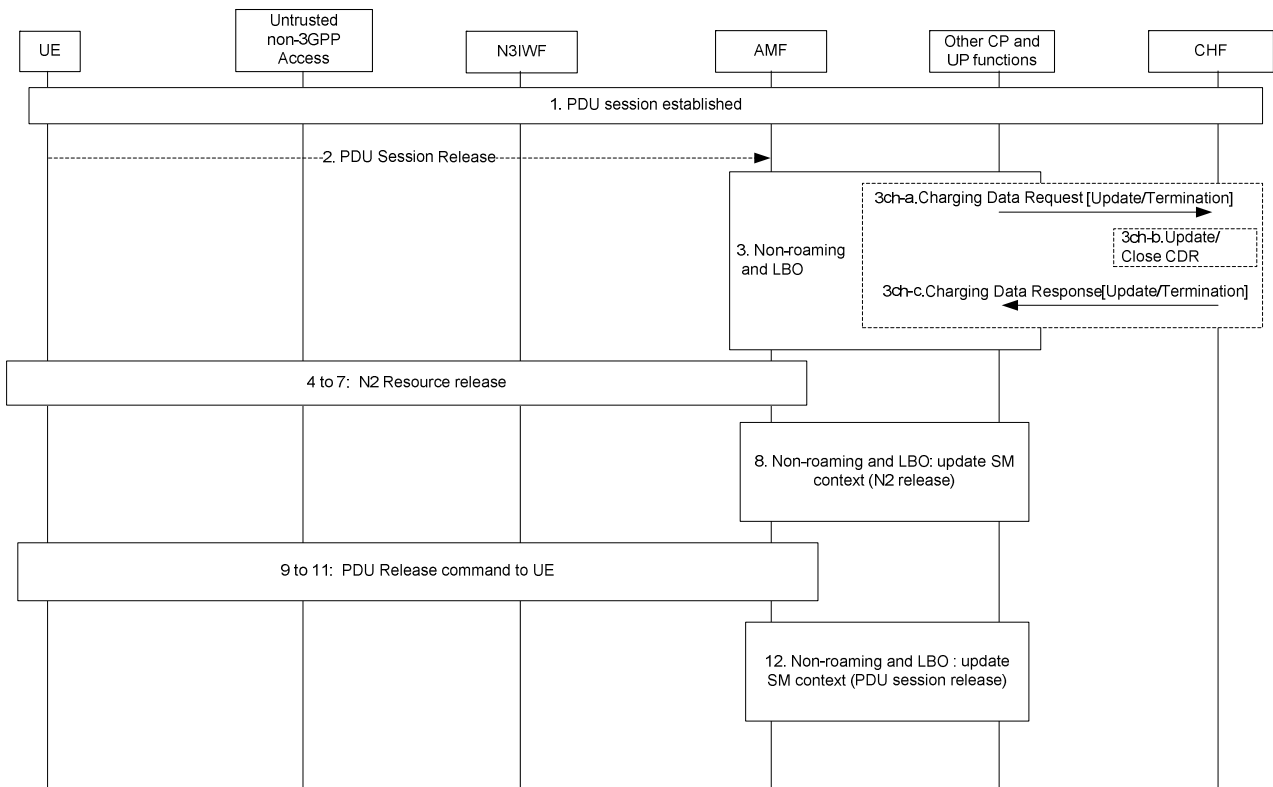 UE
Untrusted
non-3GPP
Access
N3IWF
AMF
Other CP and
UP functions
CHF
1. PDU session established
2. PDU Session Release
3ch-a.Charging Data Request [Update/Termination]
3. Non-roaming
and LBO
3ch-b.Update/
Close CDR
3ch-c.Charging Data Response[Update/Termination]
4 to 7: N2 Resource release
8. Non-roaming and LBO: update SM
context (N2 release)
9 to 11: PDU Release command to UE
12. Non-roaming and LBO : update
SM context (PDU session release)